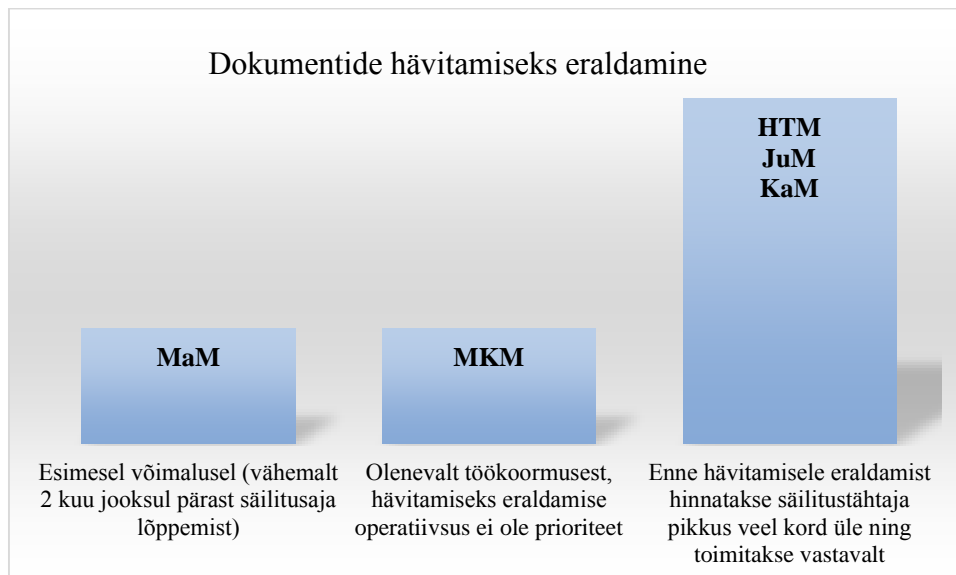 Dokumentide hävitamiseks eraldamine
HTM
JuM
KaM
MaM
MKM
Esimesel võimalusel (vähemalt
2 kuu jooksul pärast säilitusaja
lõppemist)
Olenevalt töökoormusest,
hävitamiseks eraldamise
operatiivsus ei ole prioriteet
Enne hävitamisele eraldamist
hinnatakse säilitustähtaja
pikkus veel kord üle ning
toimitakse vastavalt